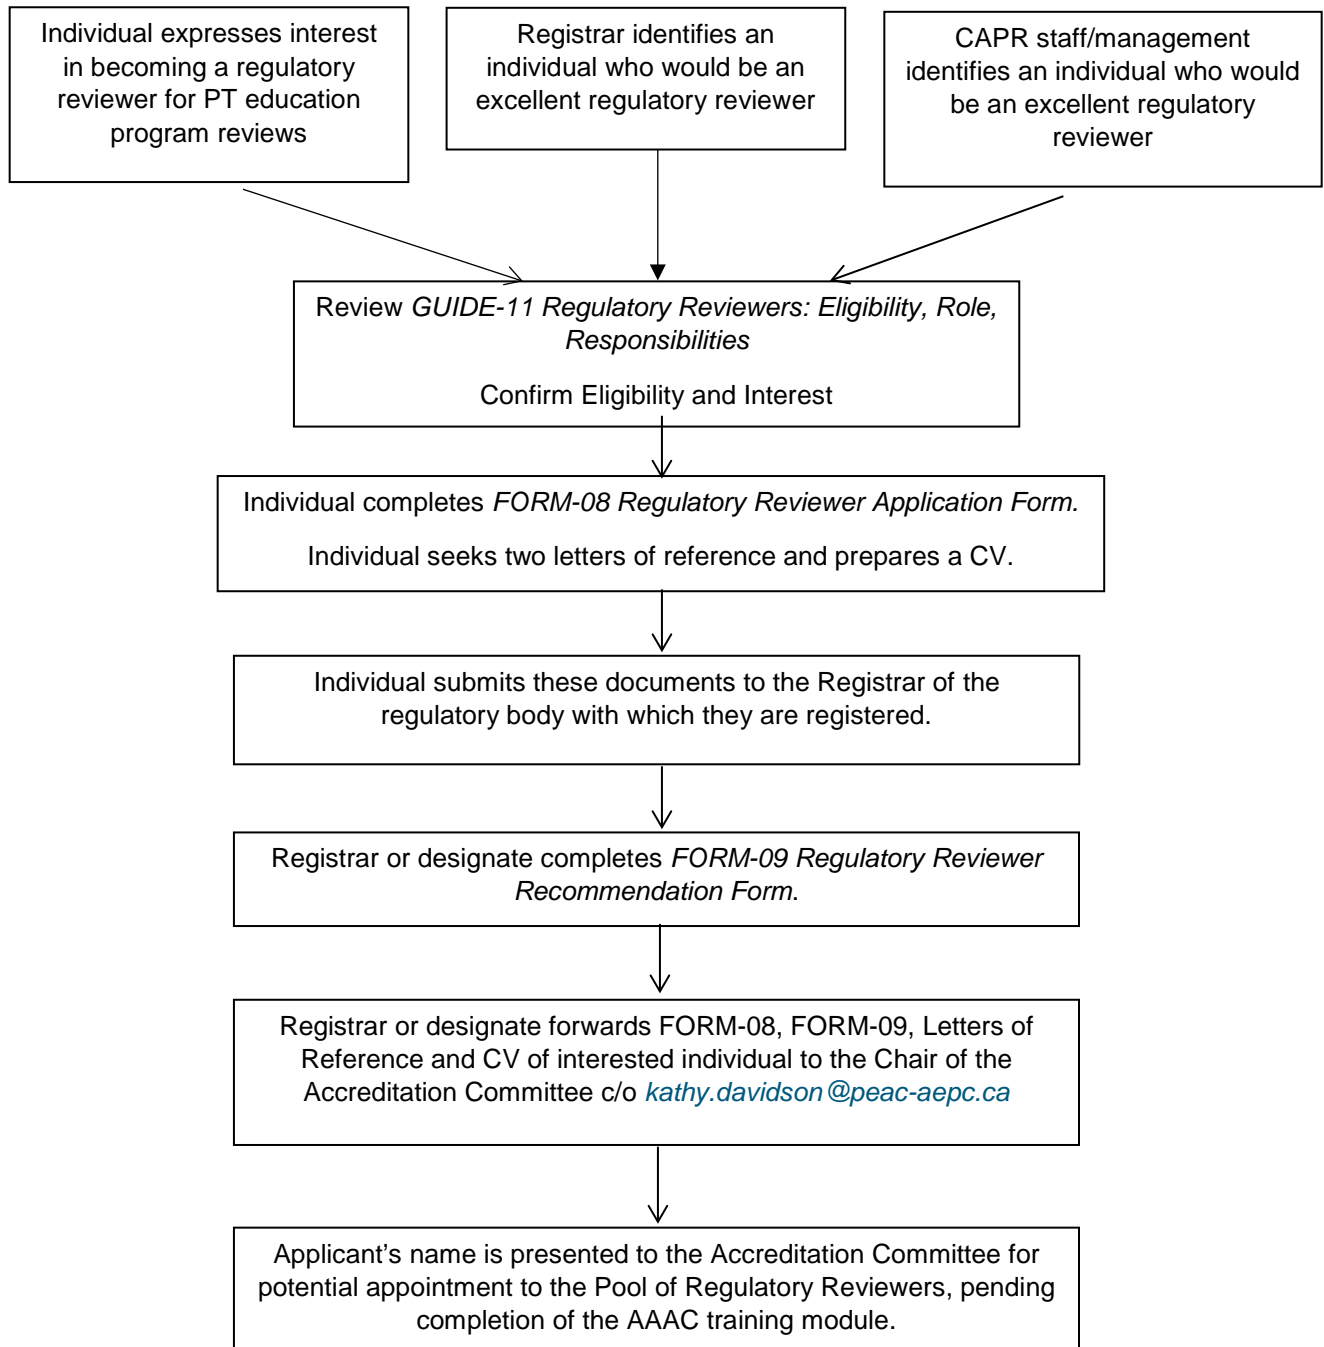 Individual expresses interest
in becoming a regulatory
reviewer for PT education
program reviews
Registrar identifies an
individual who would be an
excellent regulatory reviewer
CAPR staff/management
identifies an individual who would
be an excellent regulatory
reviewer
Review GUIDE-11 Regulatory Reviewers: Eligibility, Role,
Responsibilities
Confirm Eligibility and Interest
Individual completes FORM-08 Regulatory Reviewer Application Form.
Individual seeks two letters of reference and prepares a CV.
Individual submits these documents to the Registrar of the
regulatory body with which they are registered.
Registrar or designate completes FORM-09 Regulatory Reviewer
Recommendation Form.
Registrar or designate forwards FORM-08, FORM-09, Letters of
Reference and CV of interested individual to the Chair of the
Accreditation Committee c/o kathy.davidson@peac-aepc.ca
Applicant’s name is presented to the Accreditation Committee for
potential appointment to the Pool of Regulatory Reviewers, pending
completion of the AAAC training module.